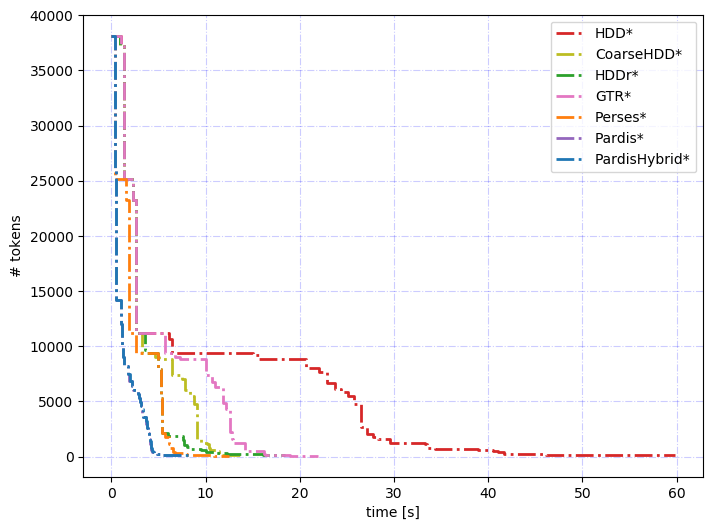 40000
35000
30000
25000
20000
15000
10000
5000
0
# tokens
0 10 20 30 40 50 60
time [s]
HDD*
CoarseHDD*
HDDr*
GTR*
Perses*
Pardis*
PardisHybrid*